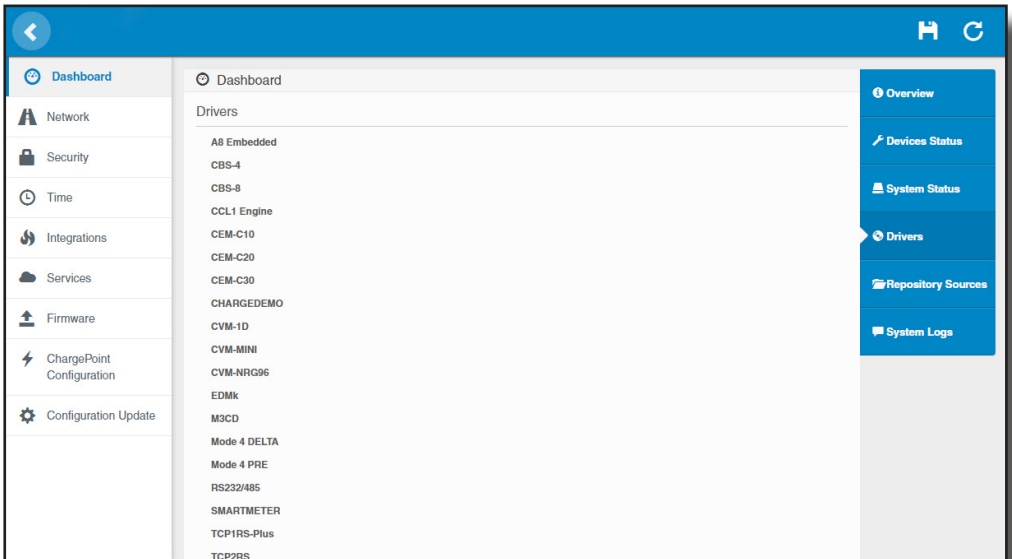 Dashboard
Network
Security
Time
Integrations
Services
Firmware
ChargePoint
Configuration
Configuration Update
Dashboard
Drivers
A8 Embedded
CBS-4
CBS-8
CCL1 Engine
CEM-C10
CEM-C20
CEM-C30
CHARGEDEMO
CVM-1D
CVM-MINI
CVM-NRG96
EDMk
M3CD
Mode 4 DELTA
Mode 4 PRE
RS232/485
SMARTMETER
TCP1RS-Plus
TCP2RS
Overview
Devices Status
System Status
Drivers
Repository Sources
System Logs